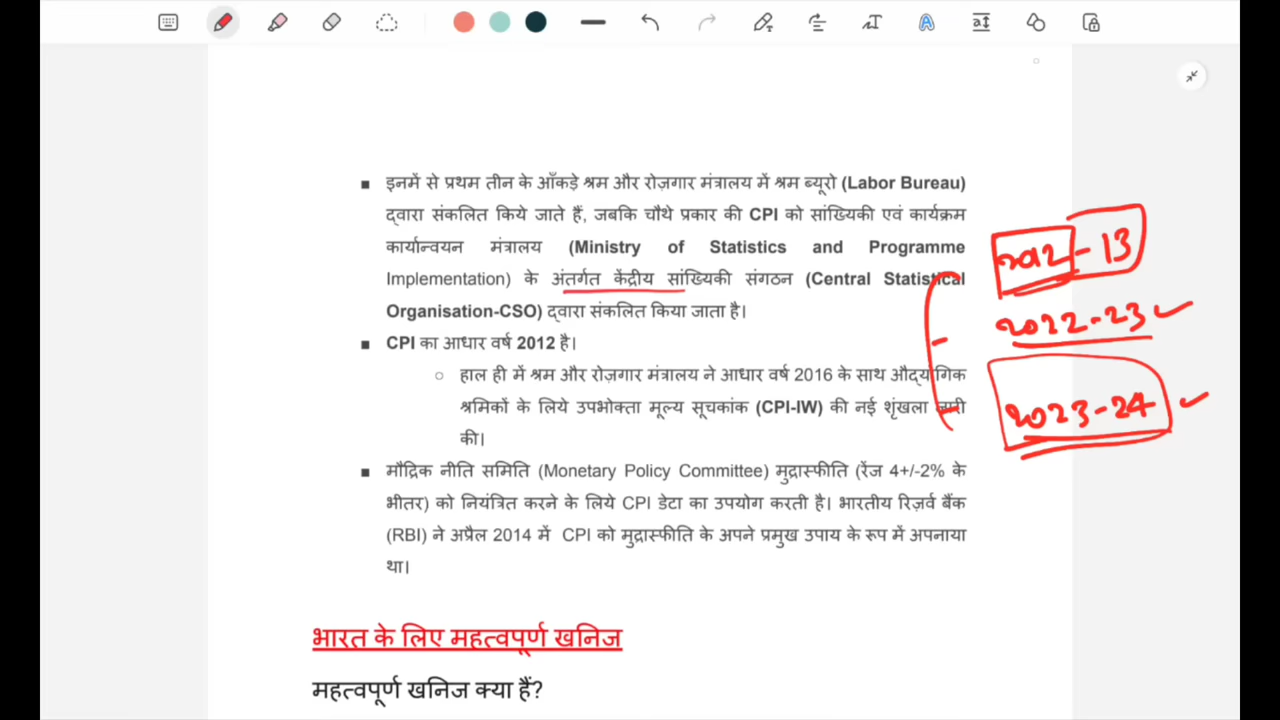 इनमें से प्रथम तीन के आँकड़े श्रम और रोज़गार मंत्रालय में श्रम ब्यूरो (Labor Bureau)
द्वारा संकलित किये जाते हैं, जबकि चौथे प्रकार की CPI को सांख्यिकी एवं कार्यक्रम
कार्यान्वयन मंत्रालय (Ministry of Statistics and Programme
Implementation) के अंतर्गत केंद्रीय सांख्यिकी संगठन (Central Statistical
Organisation-CSO) द्वारा संकलित किया जाता है।
CPI का आधार वर्ष 2012 है।
हाल ही में श्रम और रोज़गार मंत्रालय ने आधार वर्ष 2016 के साथ औद्योगिक
श्रमिकों के लिये उपभोक्ता मूल्य सूचकांक (CPI-IW) की नई शृंखला जारी
की।
मौद्रिक नीति समिति (Monetary Policy Committee) मुद्रास्फीति (रेंज 4+/-2% के
भीतर) को नियंत्रित करने के लिये CPI डेटा का उपयोग करती है। भारतीय रिज़र्व बैंक
(RBI) ने अप्रैल 2014 में CPI को मुद्रास्फीति के अपने प्रमुख उपाय के रूप में अपनाया
था।
2012-13
2022-23
2023-24
भारत के लिए महत्वपूर्ण खनिज
महत्वपूर्ण खनिज क्या हैं?